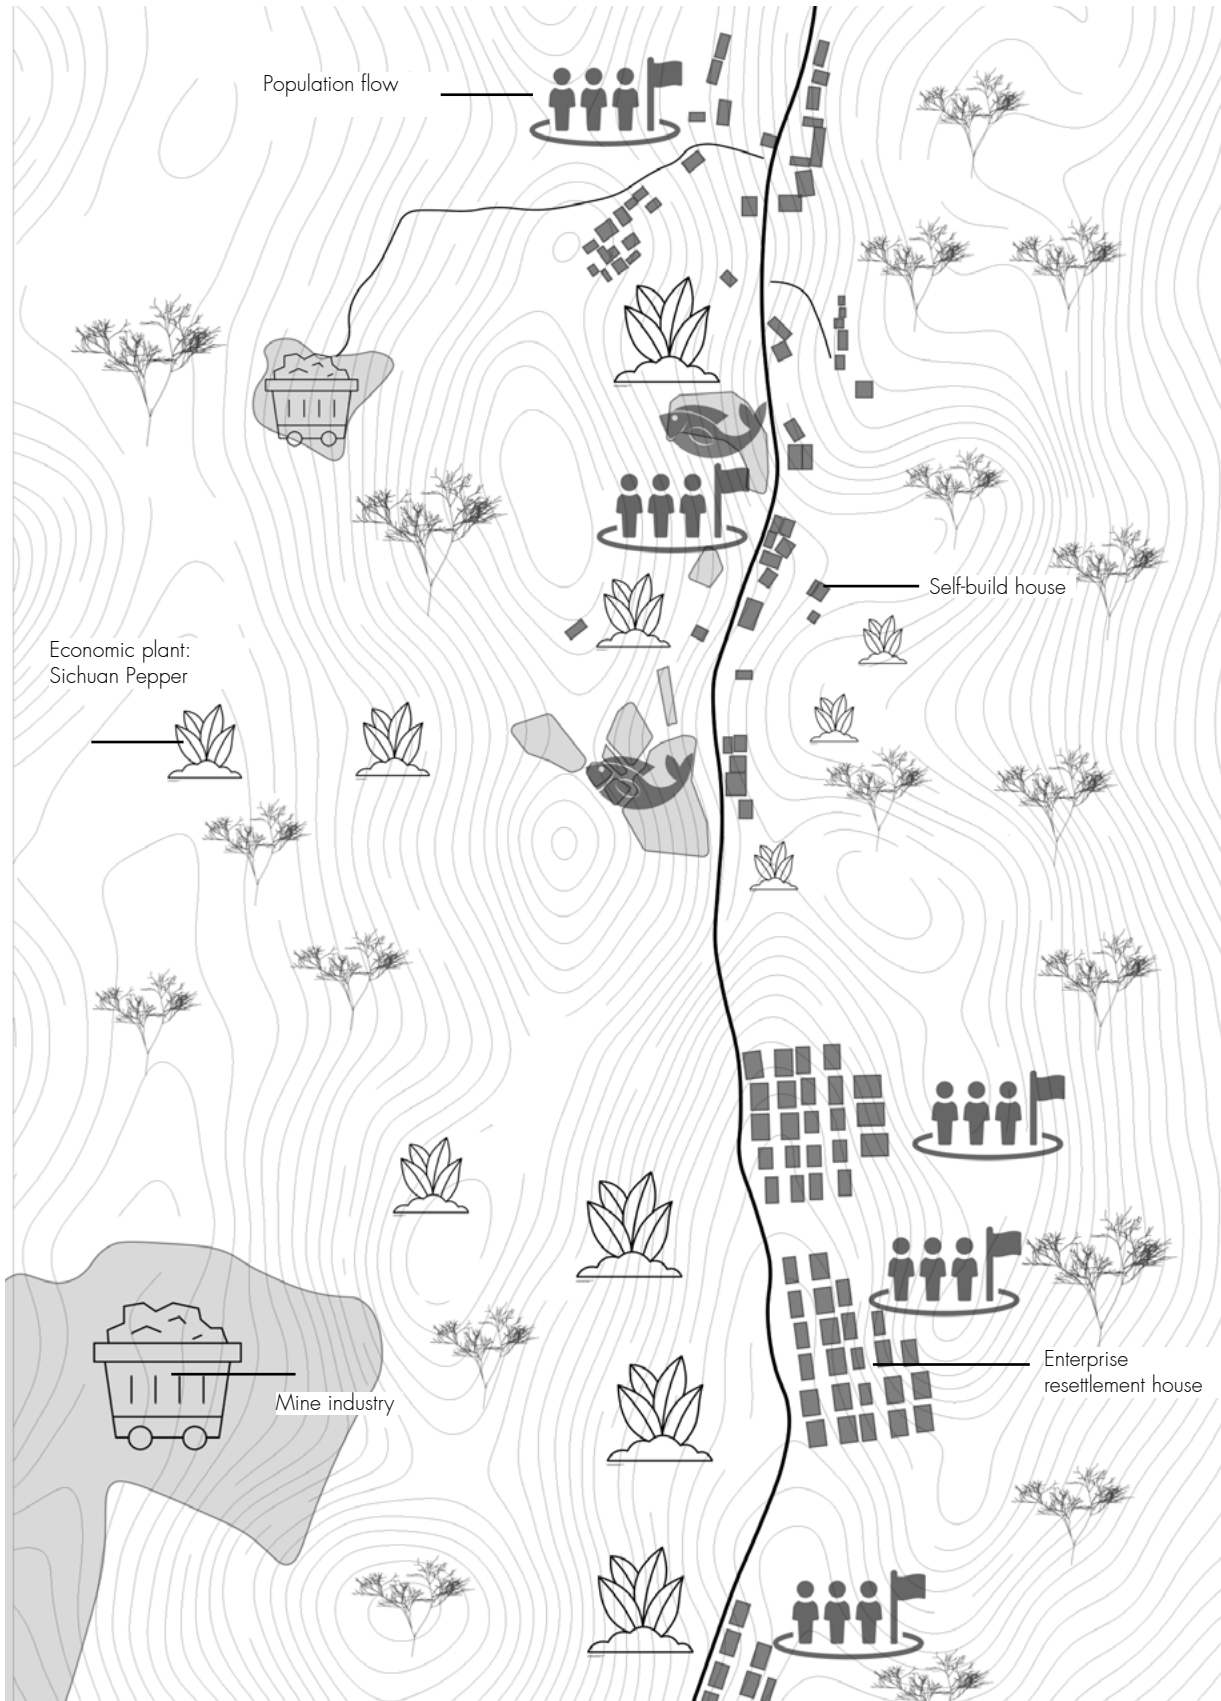 Population flow
Self-build house
Economic plant:
Sichuan Pepper
Enterprise
resettlement house
Mine industry